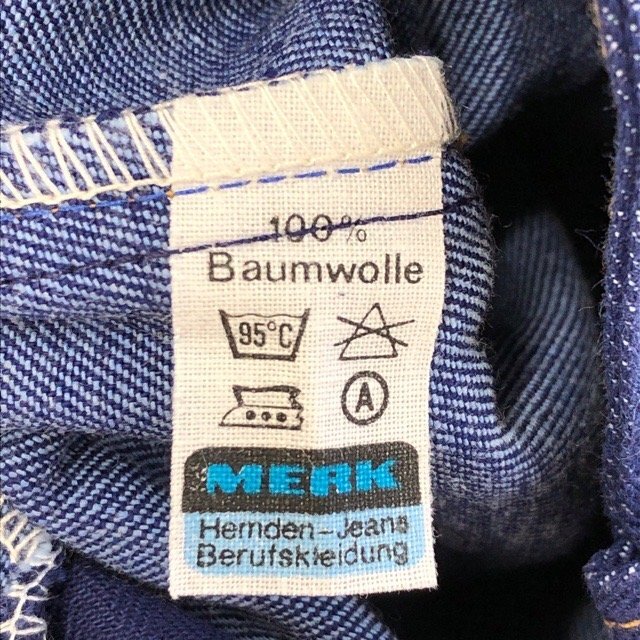 100%
Baumwolle
95°C
A
MERK
Hemden-Jeans
Berufskleidung